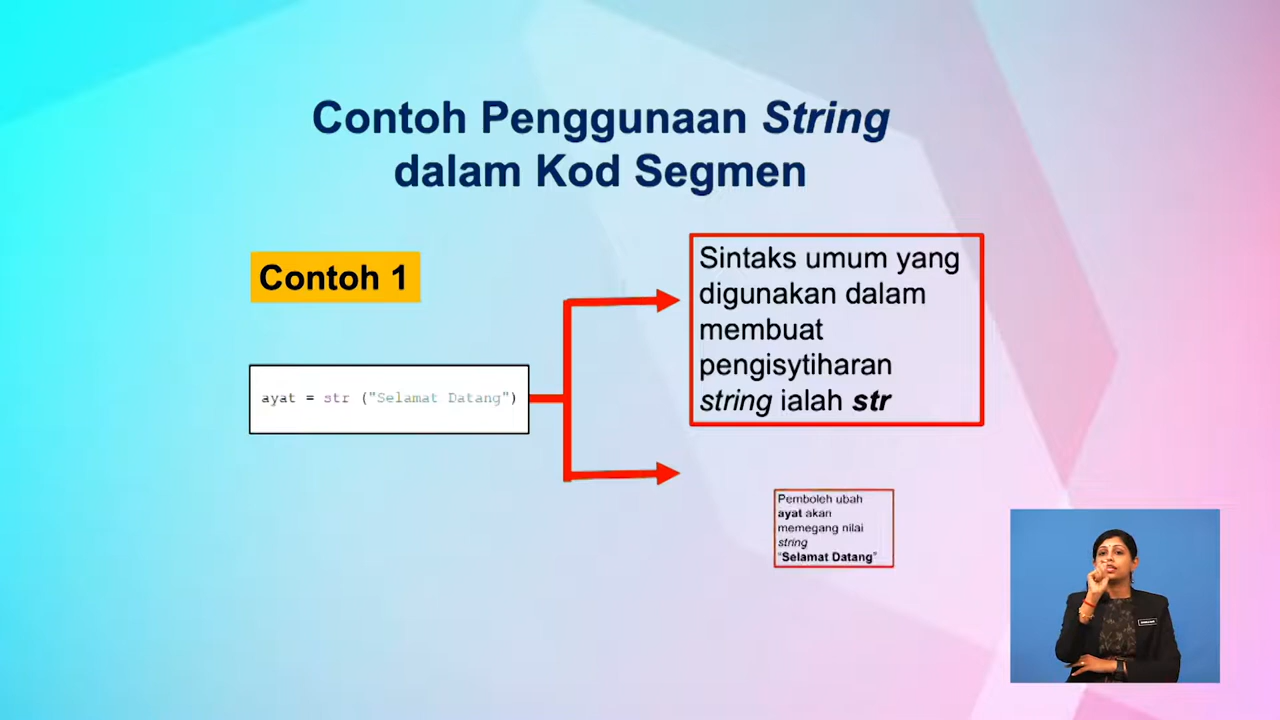 Contoh Penggunaan String
dalam Kod Segmen
Contoh 1
ayat = str ("Selamat Datang")
Sintaks umum yang
digunakan dalam
membuat
pengisytiharan
string ialah str
Pemboleh ubah
ayat akan
memegang nilai
string
"Selamat Datang"